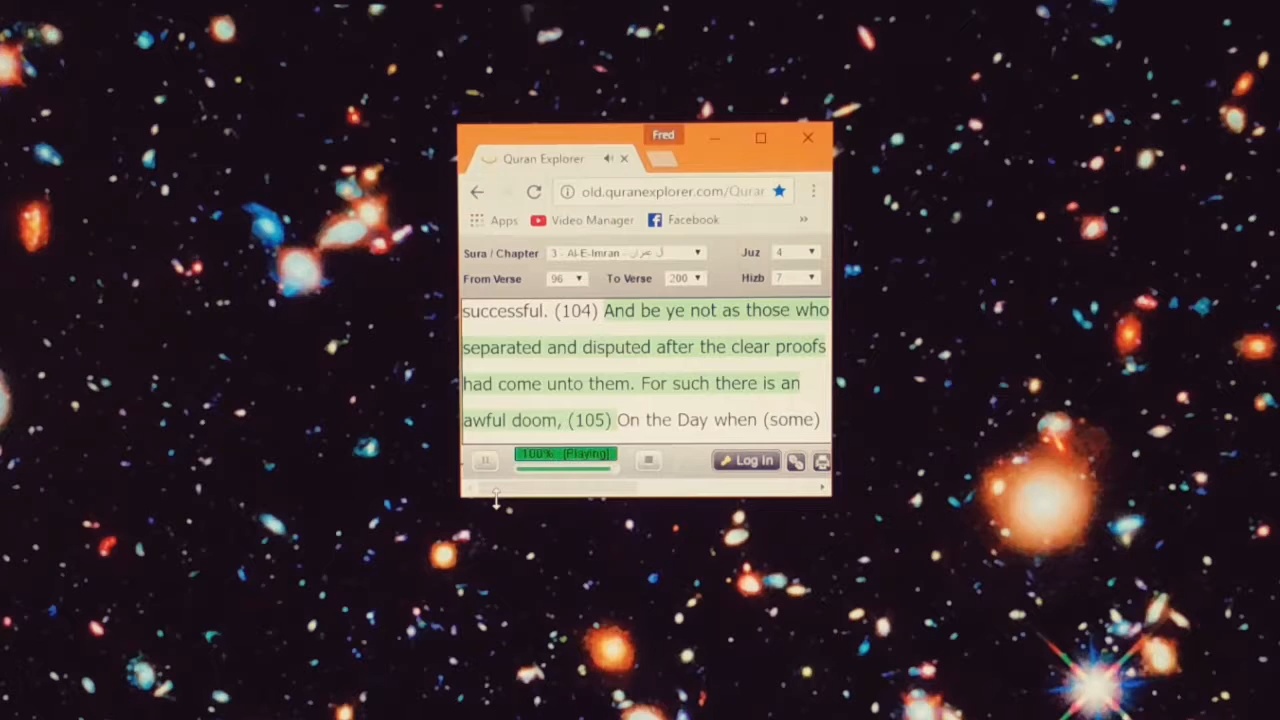 Fred
Quran Explorer
old.quranexplorer.com/Qurar
Apps Video Manager Facebook »
Sura / Chapter 3 - Al-E-Imran - آل عمران Juz 4
From Verse 96 To Verse 200 Hizb 7
successful. (104) And be ye not as those who
separated and disputed after the clear proofs
had come unto them. For such there is an
awful doom, (105) On the Day when (some)
100% [Playing] Log In